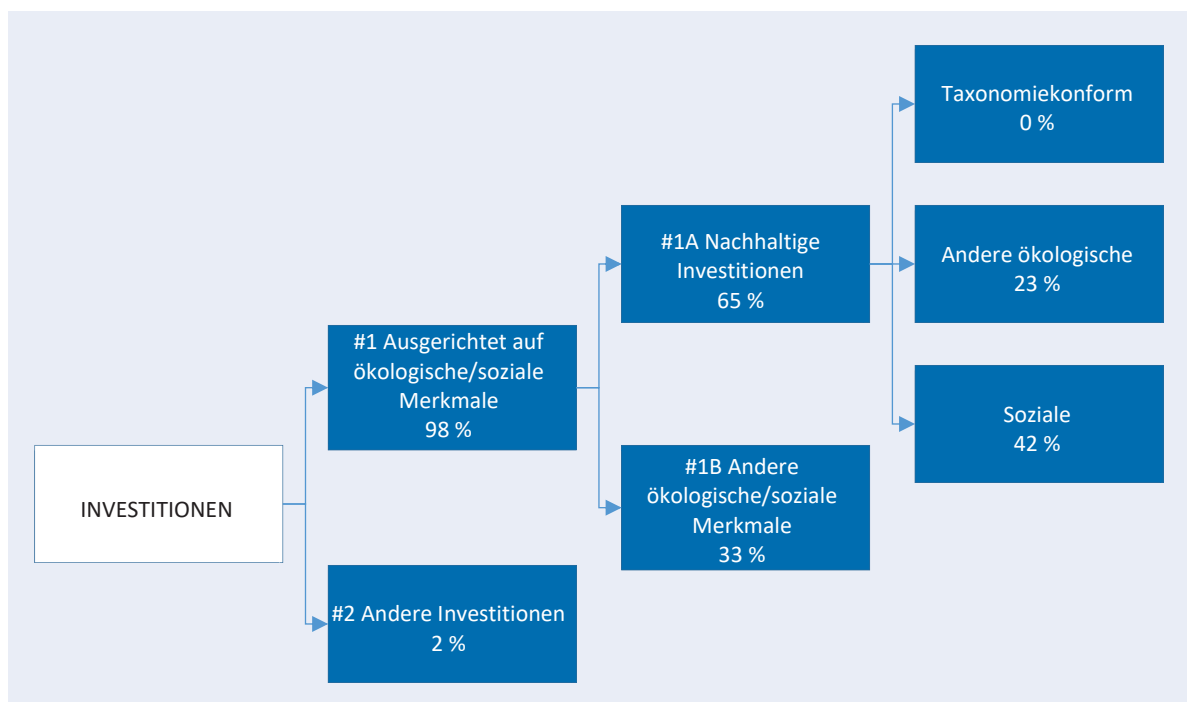 INVESTITIONEN
#1 Ausgerichtet auf
ökologische/soziale
Merkmale
98 %
#2 Andere Investitionen
2 %
#1A Nachhaltige
Investitionen
65 %
#1B Andere
ökologische/soziale
Merkmale
33 %
Taxonomiekonform
0 %
Andere ökologische
23 %
Soziale
42 %